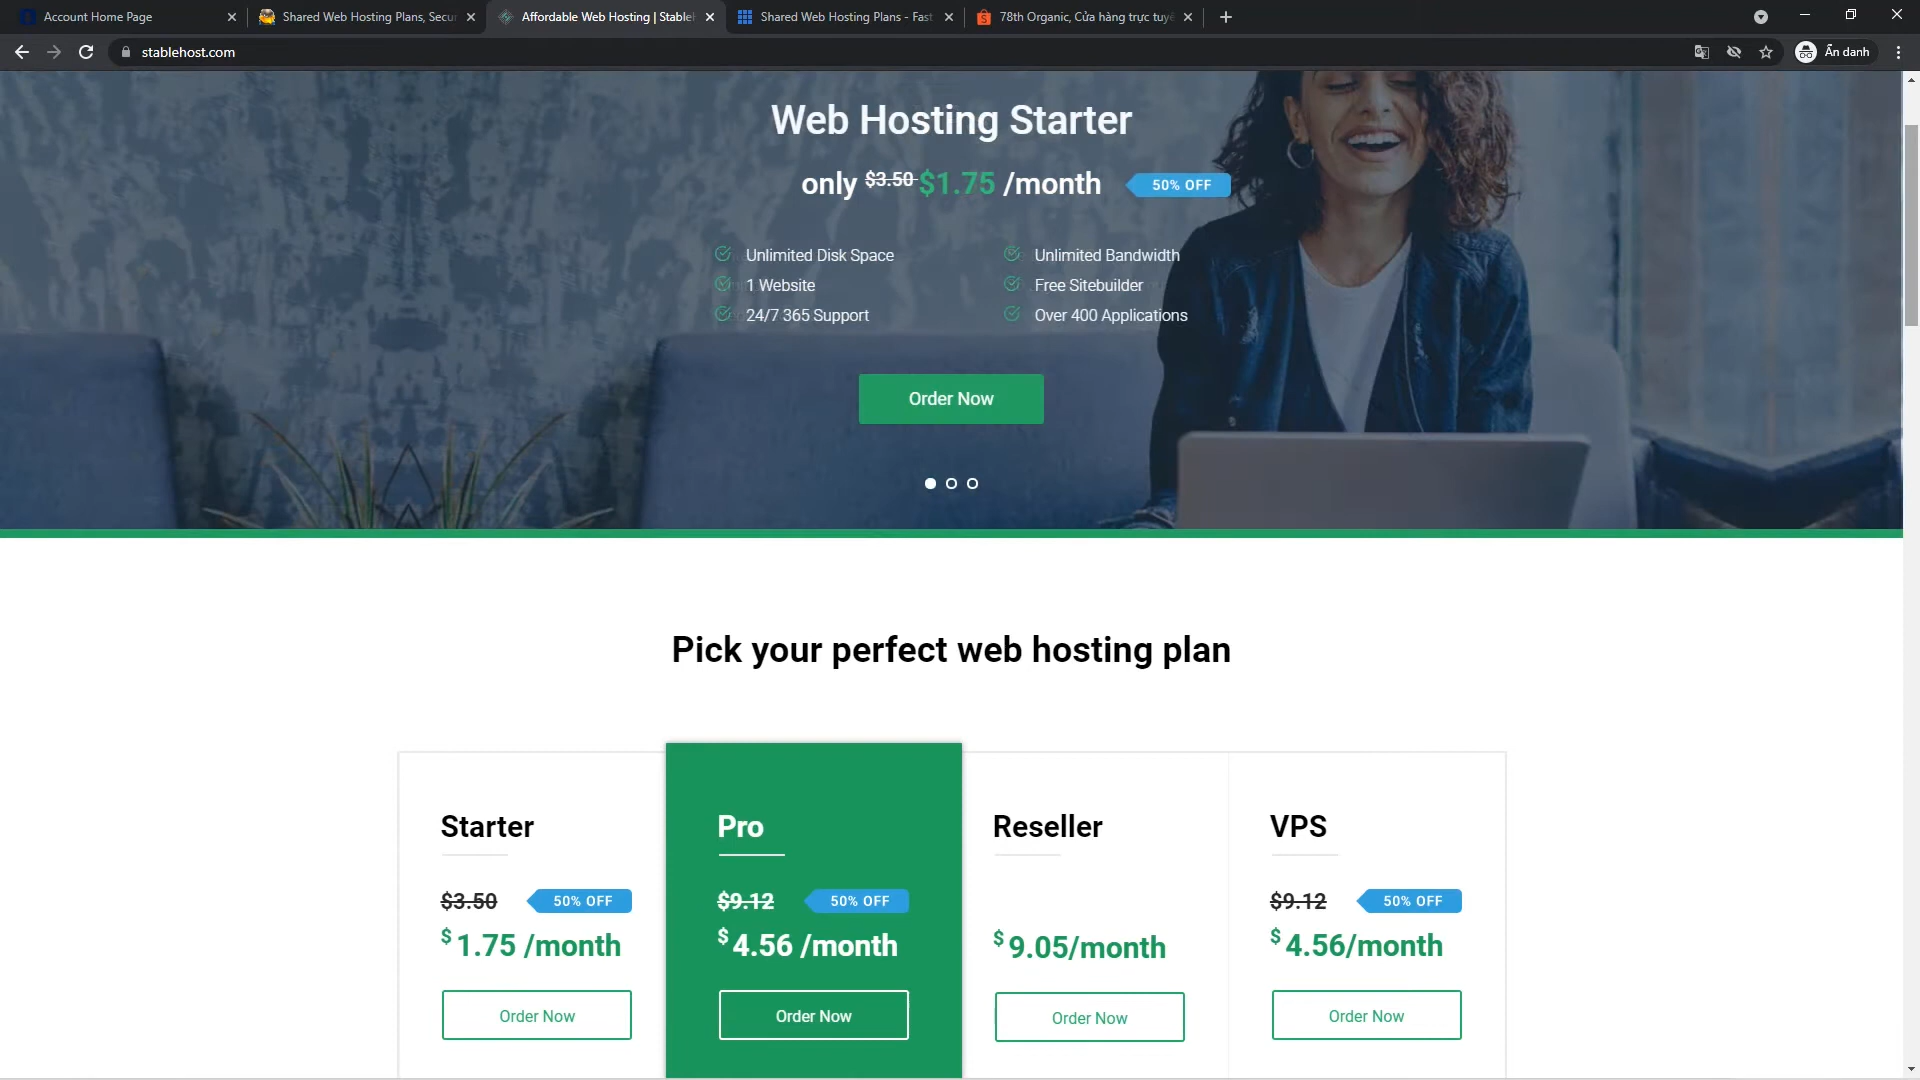 Account Home Page
Shared Web Hosting Plans, Secur
Affordable Web Hosting | Stable
Shared Web Hosting Plans - Fast
78th Organic, Cửa hàng trực tuyế
stablehost.com
Ẩn danh
Web Hosting Starter
only $3.50 $1.75 /month
50% OFF
Unlimited Disk Space
Unlimited Bandwidth
1 Website
Free Sitebuilder
24/7 365 Support
Over 400 Applications
Order Now
Pick your perfect web hosting plan
Starter
$3.50
50% OFF
$1.75 /month
Order Now
Pro
$9.12
50% OFF
$4.56 /month
Order Now
Reseller
$9.05/month
Order Now
VPS
$9.12
50% OFF
$4.56/month
Order Now